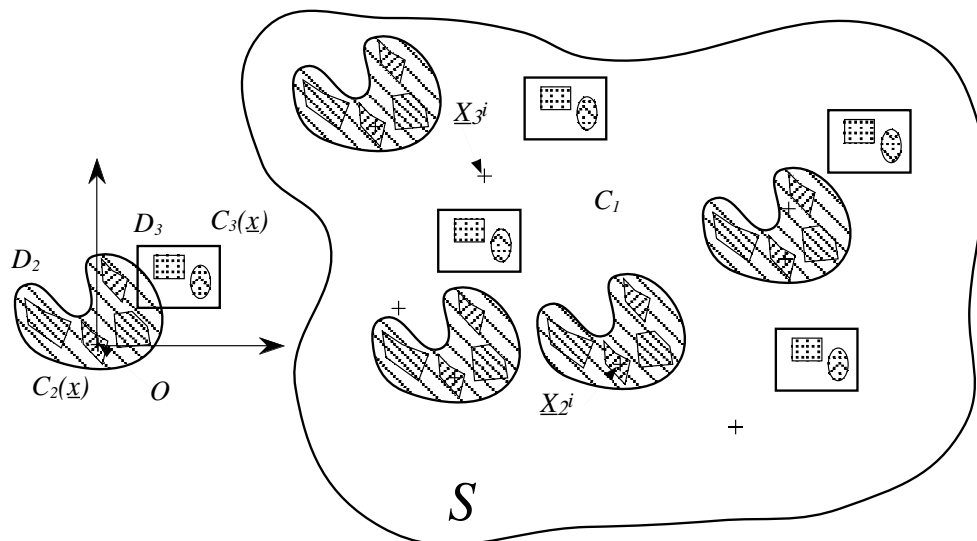 X₃ⁱ
C₁
D₃ C₃(x)
D₂
C₂(x) O
X₂ⁱ
S